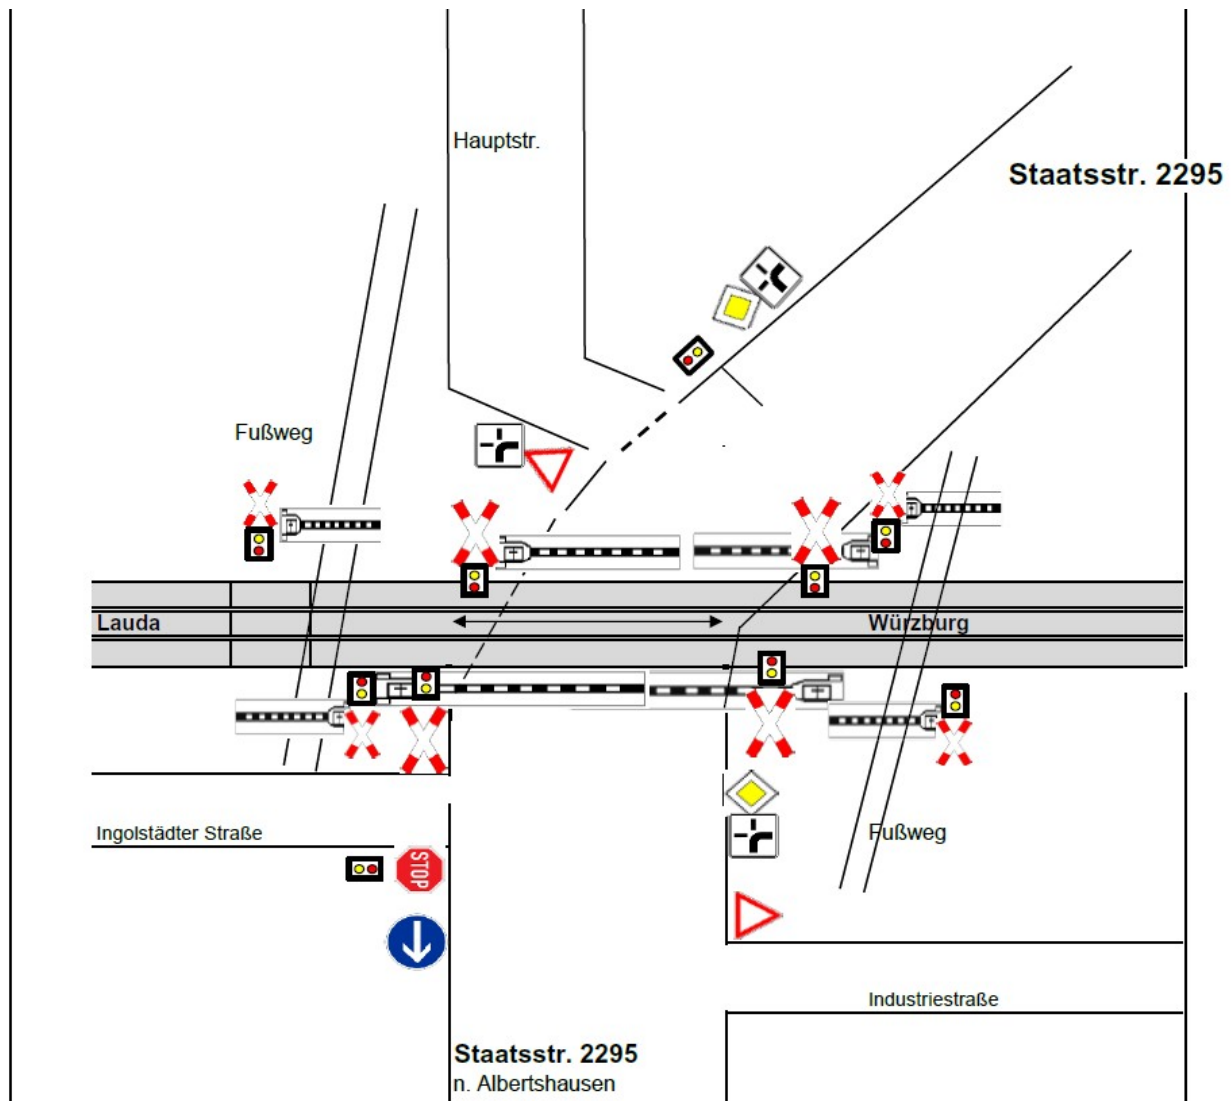 Hauptstr.
Staatsstr. 2295
Fußweg
Lauda
Würzburg
Ingolstädter Straße
Fußweg
STOP
Industriestraße
Staatsstr. 2295
n. Albertshausen